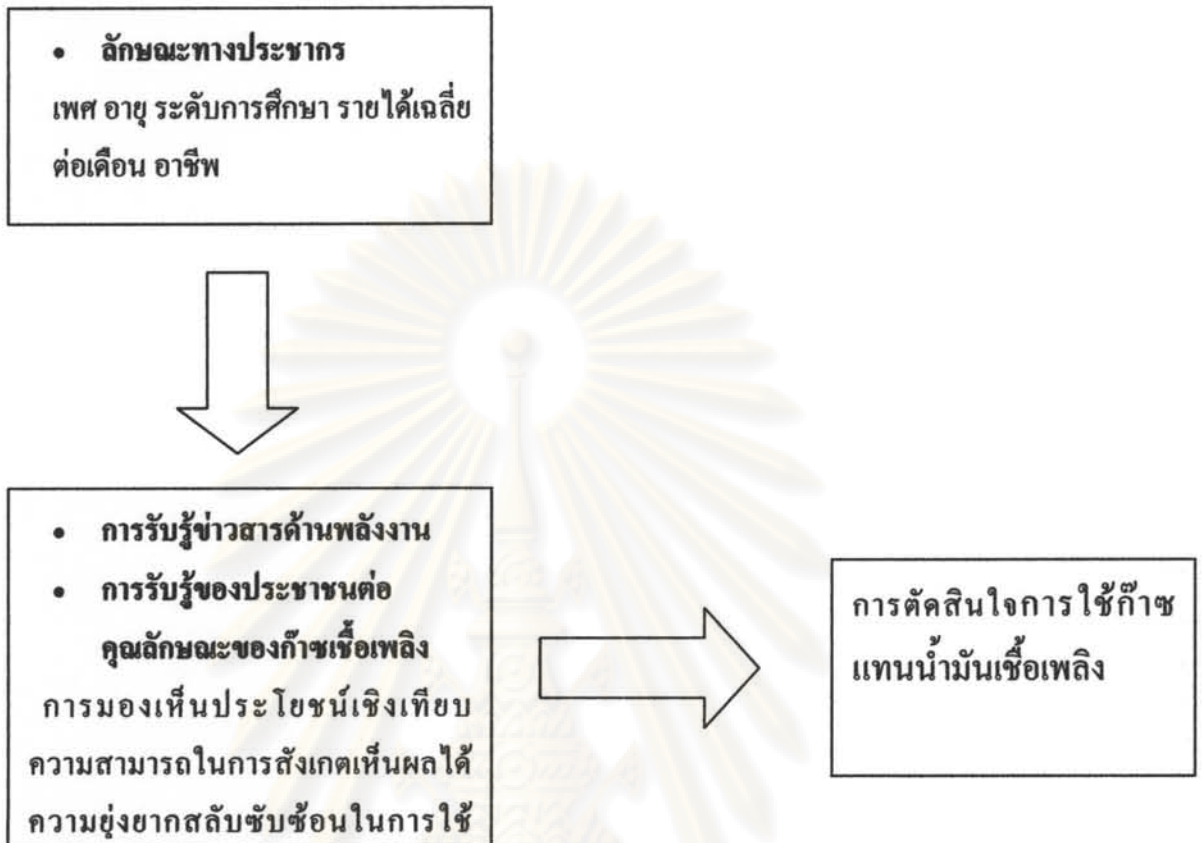 • ลักษณะทางประชากร
เพศ อายุ ระดับการศึกษา รายได้เฉลี่ย
ต่อเดือน อาชีพ
• การรับรู้ข่าวสารด้านพลังงาน
• การรับรู้ของประชาชนต่อ
คุณลักษณะของก๊าซเชื้อเพลิง
การมองเห็นประโยชน์เชิงเทียบ
ความสามารถในการสังเกตเห็นผลได้
ความยุ่งยากสลับซับซ้อนในการใช้
การตัดสินใจการใช้ก๊าซ
แทนน้ำมันเชื้อเพลิง